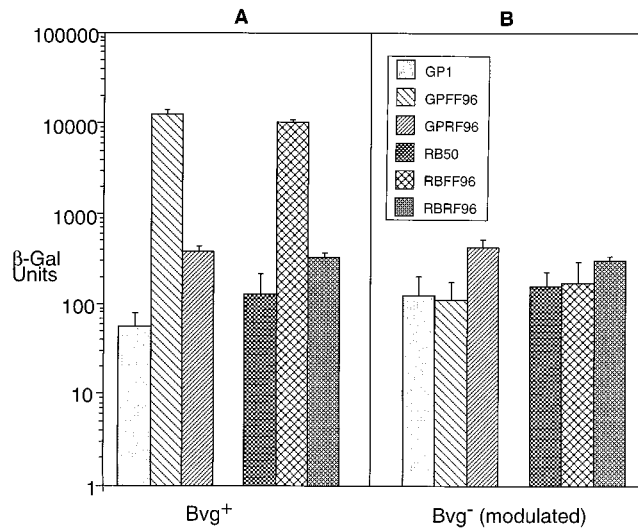 A B
100000
10000
1000
β-Gal
Units
100
10
1
GP1
GPFF96
GPRF96
RB50
RBFF96
RBRF96
Bvg+ Bvg- (modulated)